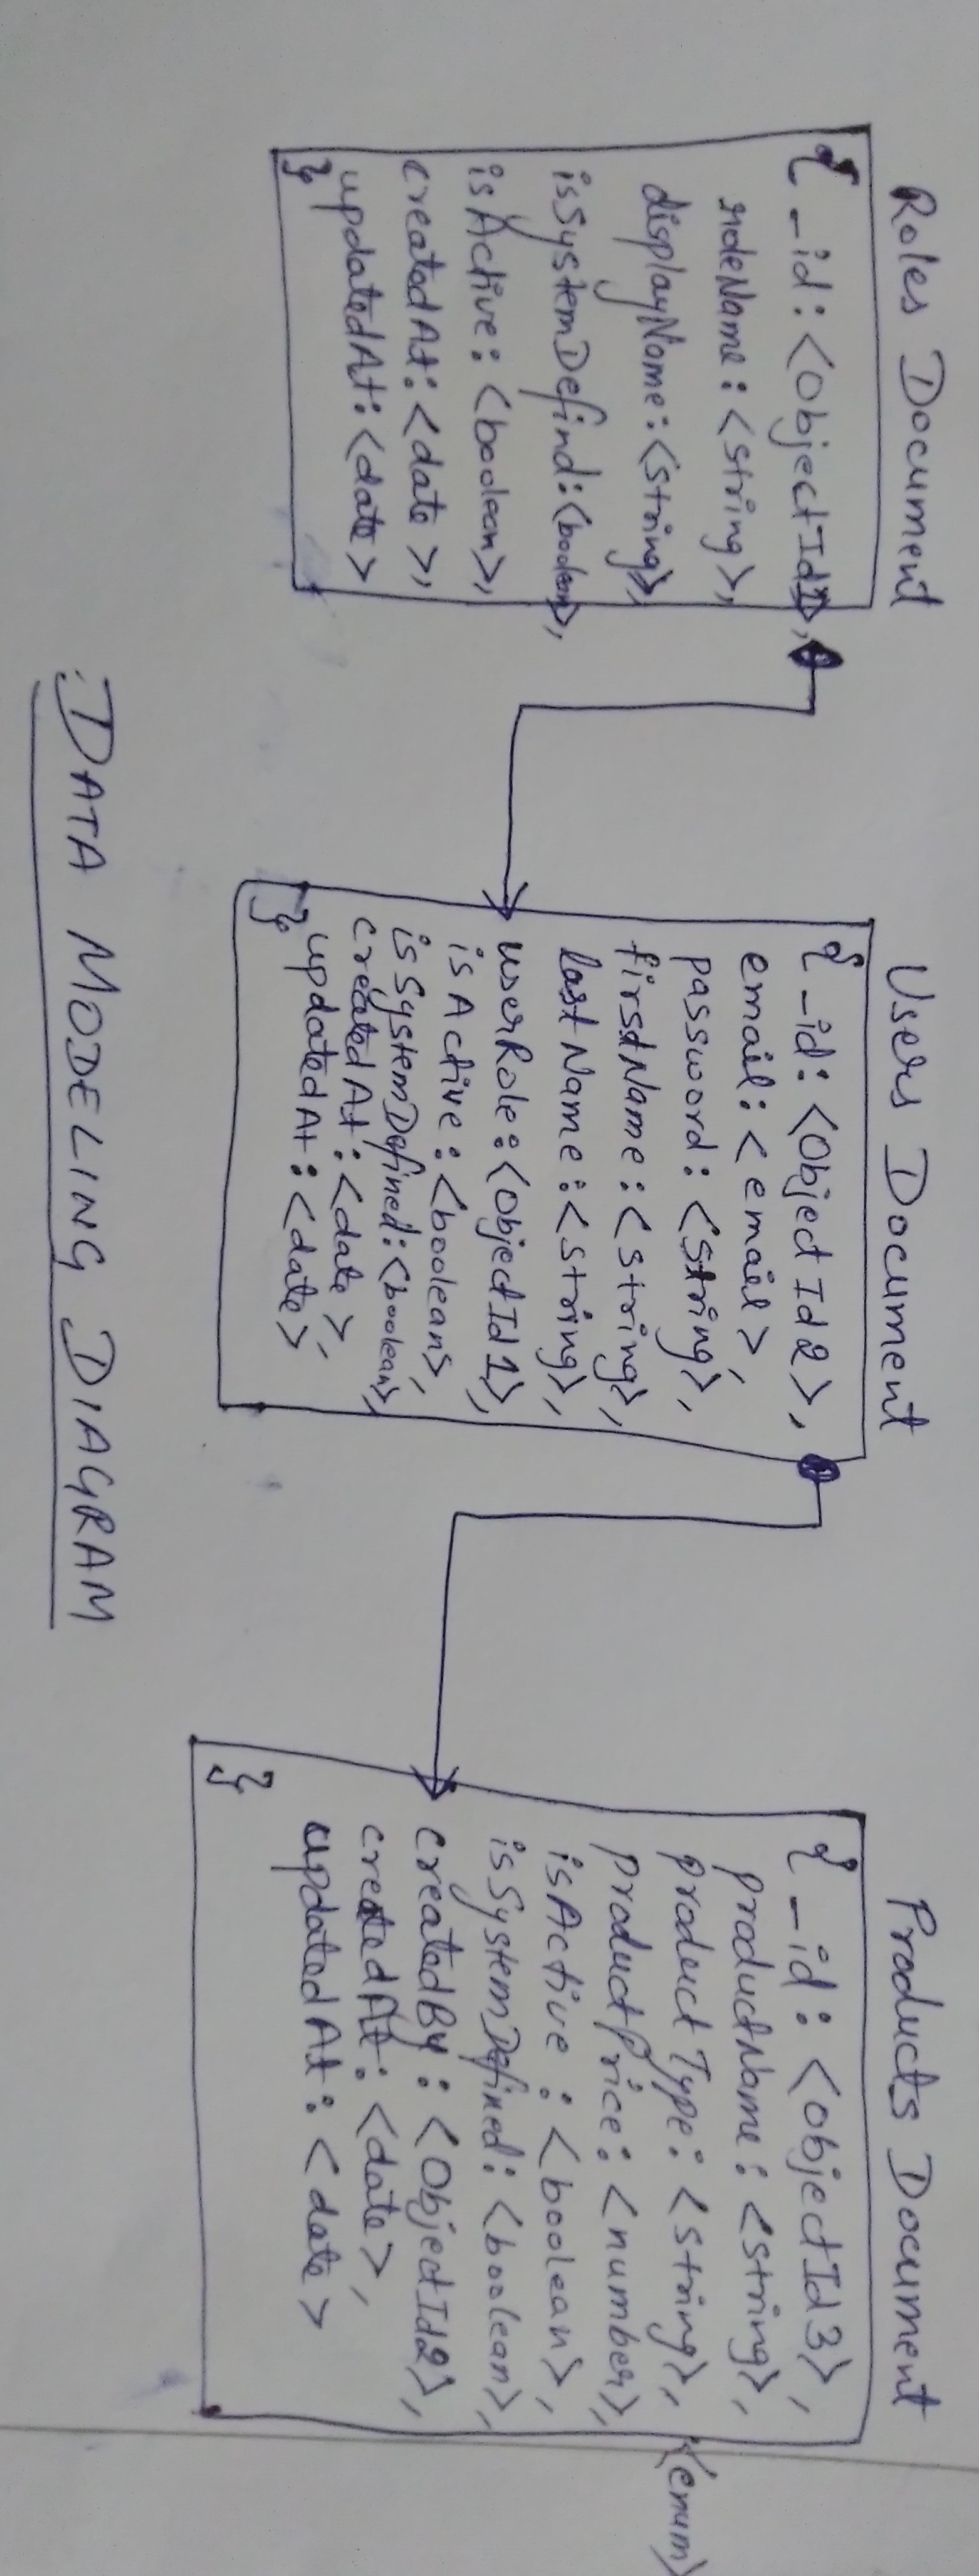 Roles Document
{ _id: <ObjectId1>,
roleName: <string>,
displayName: <string>,
isSystemDefind: <boolean>,
isActive: <boolean>,
createdAt: <date>,
updatedAt: <date>
}
Users Document
{ _id: <ObjectId2>,
email: <email>,
password: <string>,
firstName: <string>,
lastName: <string>,
userRole: <ObjectId1>,
isActive: <boolean>,
isSystemDefined: <boolean>,
createdAt: <date>,
updatedAt: <date>
}
Products Document
{ _id: <ObjectId3>,
productName: <string>,
productType: <string>, <enum>
productPrice: <number>,
isActive: <boolean>,
isSystemDefined: <boolean>,
createdBy: <ObjectId2>,
createdAt: <date>,
updatedAt: <date>
}
DATA MODELING DIAGRAM